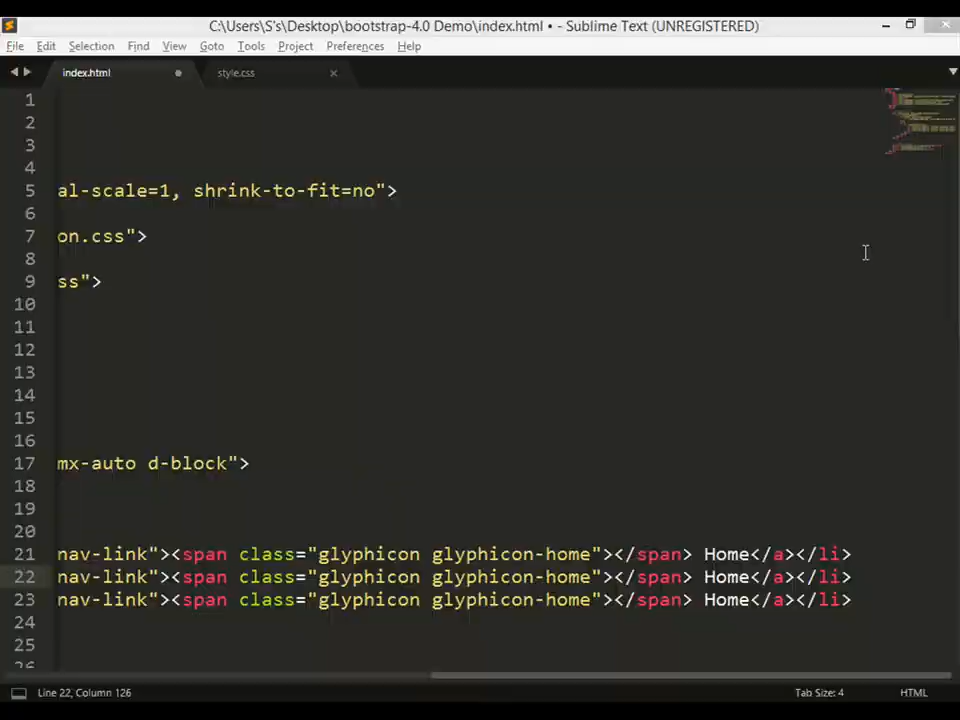 C:\Users\S's\Desktop\bootstrap-4.0 Demo\index.html • - Sublime Text (UNREGISTERED)
File Edit Selection Find View Goto Tools Project Preferences Help
index.html style.css
1
2
3
4
5 al-scale=1, shrink-to-fit=no">
6
7 on.css">
8
9 ss">
10
11
12
13
14
15
16
17 mx-auto d-block">
18
19
20
21 nav-link"><span class="glyphicon glyphicon-home"></span> Home</a></li>
22 nav-link"><span class="glyphicon glyphicon-home"></span> Home</a></li>
23 nav-link"><span class="glyphicon glyphicon-home"></span> Home</a></li>
24
25
26
Line 22, Column 126 Tab Size: 4 HTML